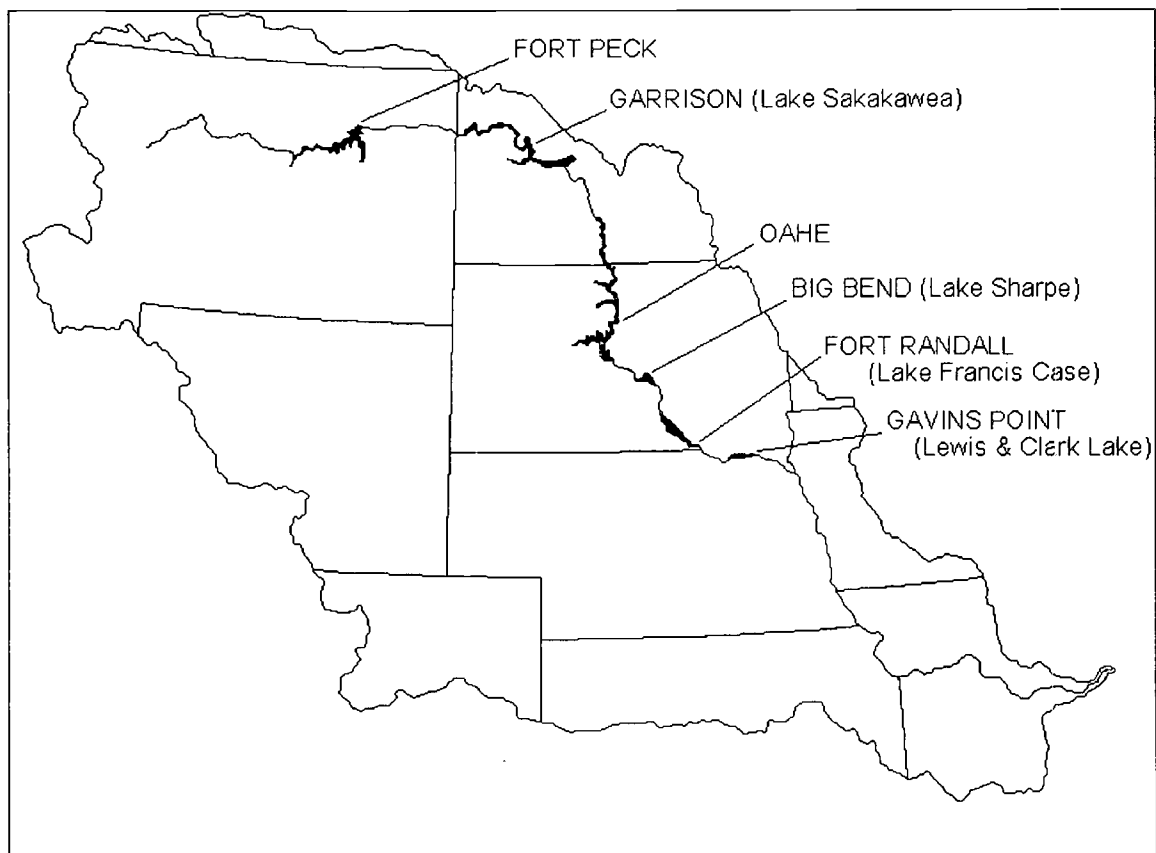 FORT PECK
GARRISON (Lake Sakakawea)
OAHE
BIG BEND (Lake Sharpe)
FORT RANDALL
(Lake Francis Case)
GAVINS POINT
(Lewis & Clark Lake)